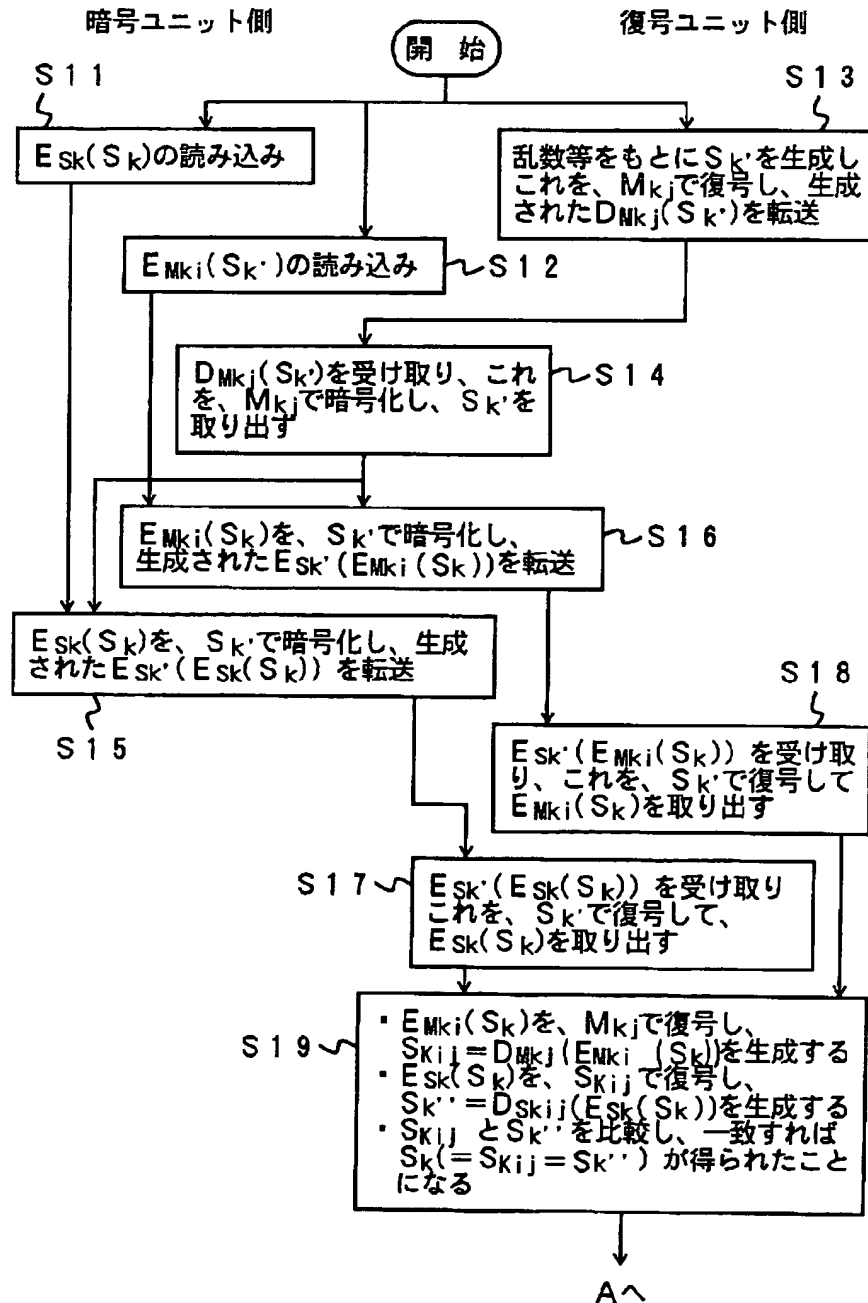 暗号ユニット側
復号ユニット側
開 始
S11
S13
ESk(Sk)の読み込み
乱数等をもとにSk'を生成し
これを、Mkjで復号し、生成
されたDMkj(Sk')を転送
EMki(Sk')の読み込み
S12
DMkj(Sk')を受け取り、これ
を、Mkjで暗号化し、Sk'を
取り出す
S14
EMki(Sk)を、Sk'で暗号化し、
生成されたESk'(EMki(Sk))を転送
S16
ESk(Sk)を、Sk'で暗号化し、生成
されたESk'(ESk(Sk))を転送
S15
S18
ESk'(EMki(Sk))を受け取
り、これを、Sk'で復号して
EMki(Sk)を取り出す
S17
ESk'(ESk(Sk))を受け取り
これを、Sk'で復号して、
ESk(Sk)を取り出す
S19
・EMki(Sk)を、Mkjで復号し、
SKij=DMkj(EMki(Sk))を生成する
・ESk(Sk)を、SKijで復号し、
Sk''=DSkij(ESk(Sk))を生成する
・SKijとSk''を比較し、一致すれば
Sk(=SKij=Sk'')が得られたこと
になる
Aへ